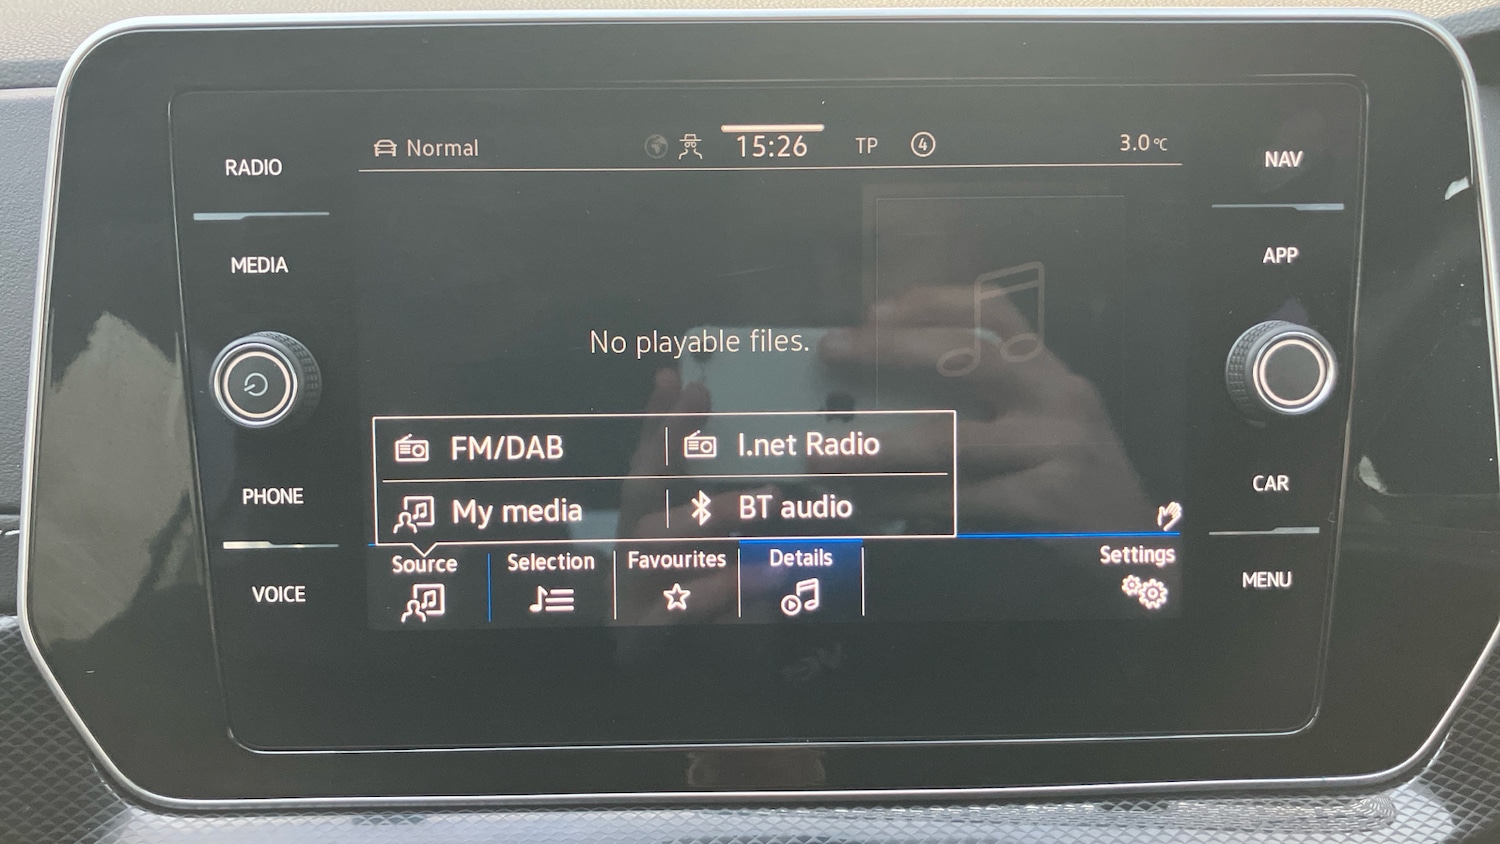 RADIO
MEDIA
PHONE
VOICE
Normal
15:26
TP
4
3.0 °C
No playable files.
FM/DAB
I.net Radio
My media
BT audio
Source
Selection
Favourites
Details
Settings
NAV
APP
CAR
MENU